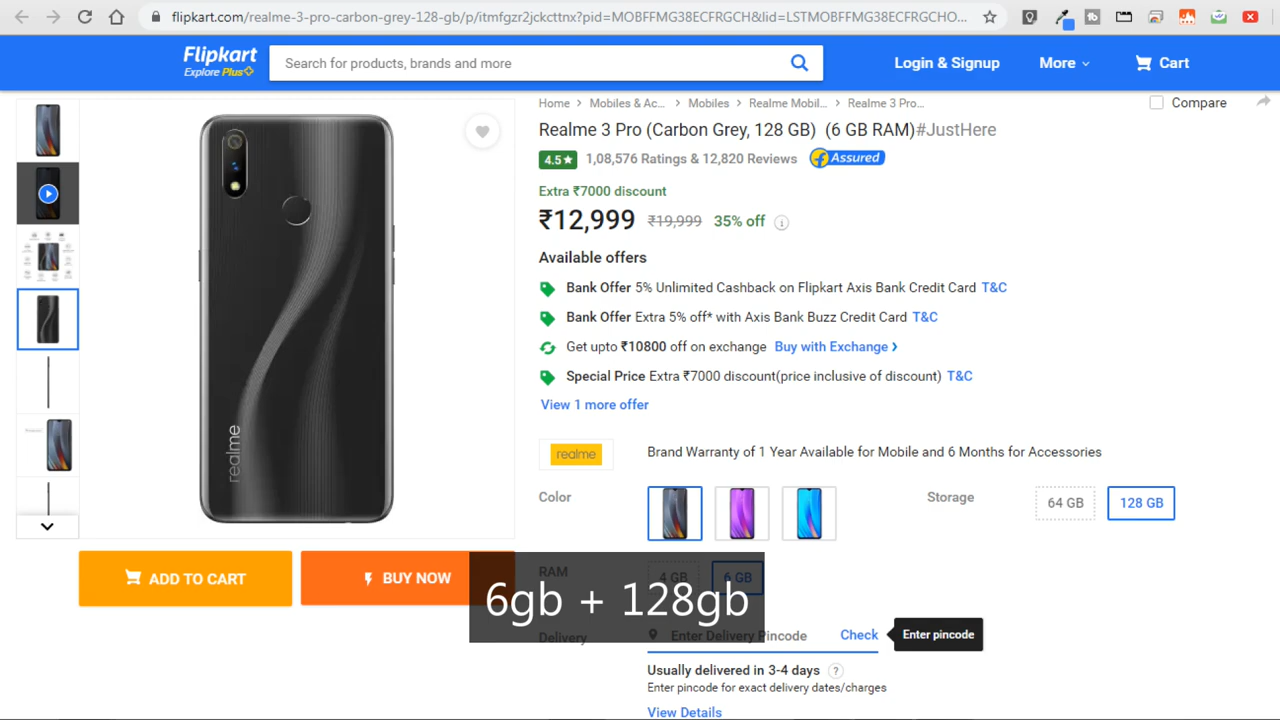 flipkart.com/realme-3-pro-carbon-grey-128-gb/p/itmfgzr2jckcttnx?pid=MOBFFMG38ECFRGCH&lid=LSTMOBFFMG38ECFRGCHO...
Flipkart
Explore Plus
Search for products, brands and more
Login & Signup
More
Cart
Home > Mobiles & Ac... > Mobiles > Realme Mobil... > Realme 3 Pro...
Compare
Realme 3 Pro (Carbon Grey, 128 GB) (6 GB RAM)#JustHere
4.5★ 1,08,576 Ratings & 12,820 Reviews Assured
Extra ₹7000 discount
₹12,999 ₹19,999 35% off
Available offers
Bank Offer 5% Unlimited Cashback on Flipkart Axis Bank Credit Card T&C
Bank Offer Extra 5% off* with Axis Bank Buzz Credit Card T&C
Get upto ₹10800 off on exchange Buy with Exchange >
Special Price Extra ₹7000 discount(price inclusive of discount) T&C
View 1 more offer
realme
realme
Brand Warranty of 1 Year Available for Mobile and 6 Months for Accessories
Color
Storage
64 GB
128 GB
ADD TO CART
BUY NOW
RAM
4 GB
6 GB
6gb + 128gb
Delivery
Enter Delivery Pincode
Check
Enter pincode
Usually delivered in 3-4 days ?
Enter pincode for exact delivery dates/charges
View Details